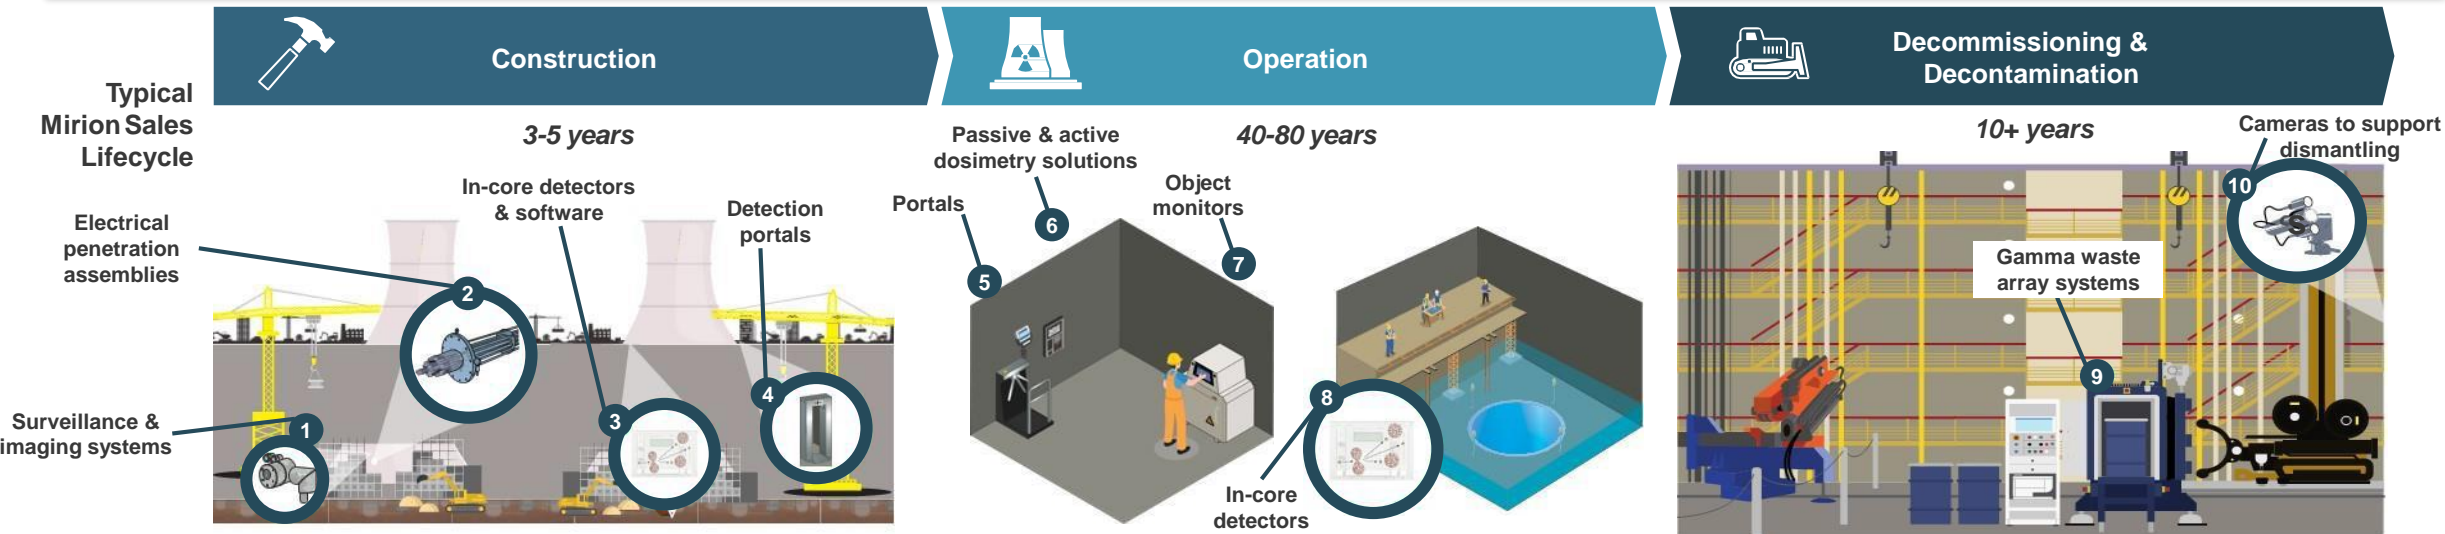 Typical
Mirion Sales
Lifecycle
Construction
3-5 years
Electrical
penetration
assemblies
Surveillance &
imaging systems
In-core detectors
& software
Detection
portals
1
2
3
4
Operation
40-80 years
Portals
Passive & active
dosimetry solutions
Object
monitors
In-core
detectors
5
6
7
8
Decommissioning &
Decontamination
10+ years
Cameras to support
dismantling
Gamma waste
array systems
9
10